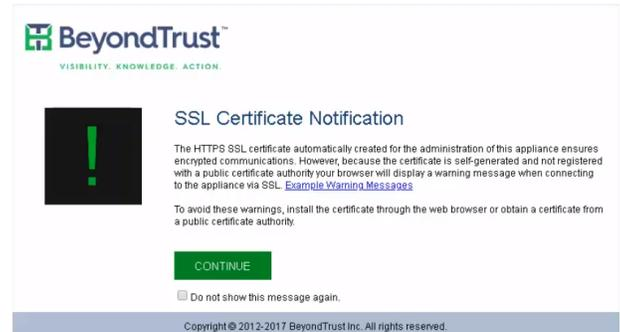 BeyondTrust™
VISIBILITY. KNOWLEDGE. ACTION.
SSL Certificate Notification
The HTTPS SSL certificate automatically created for the administration of this appliance ensures
encrypted communications. However, because the certificate is self-generated and not registered
with a public certificate authority your browser will display a warning message when connecting
to the appliance via SSL. Example Warning Messages
To avoid these warnings, install the certificate through the web browser or obtain a certificate from
a public certificate authority.
CONTINUE
Do not show this message again.
Copyright © 2012-2017 BeyondTrust Inc. All rights reserved.